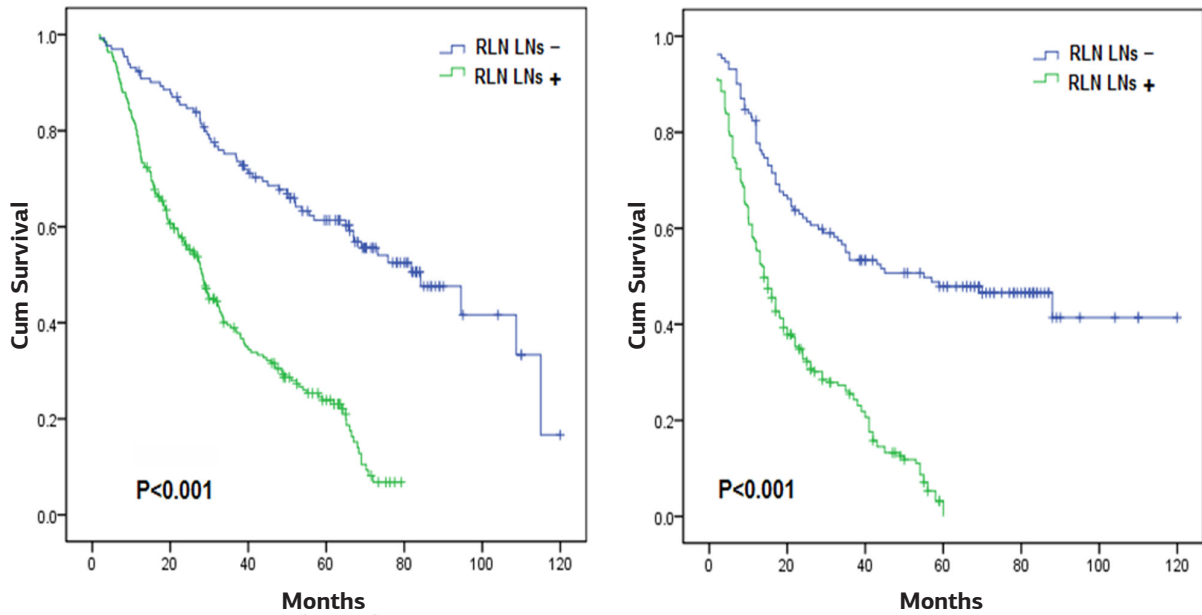 RLN LNs –
RLN LNs +
Cum Survival
1.0
0.8
0.6
0.4
0.2
0.0
P<0.001
0 20 40 60 80 100 120
Months
RLN LNs –
RLN LNs +
Cum Survival
1.0
0.8
0.6
0.4
0.2
0.0
P<0.001
0 20 40 60 80 100 120
Months